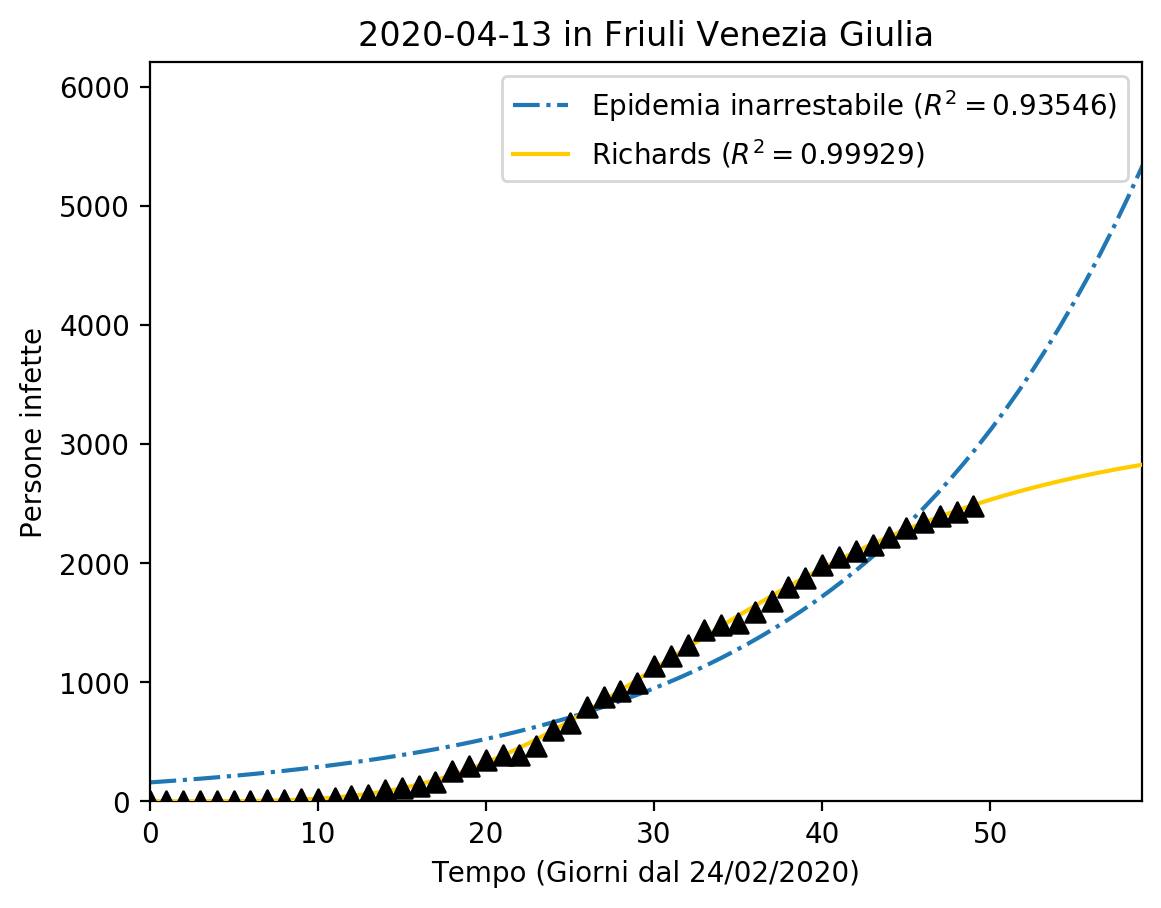 2020-04-13 in Friuli Venezia Giulia
Epidemia inarrestabile (R² = 0.93546)
Richards (R² = 0.99929)
Persone infette
6000
5000
4000
3000
2000
1000
0
0 10 20 30 40 50
Tempo (Giorni dal 24/02/2020)